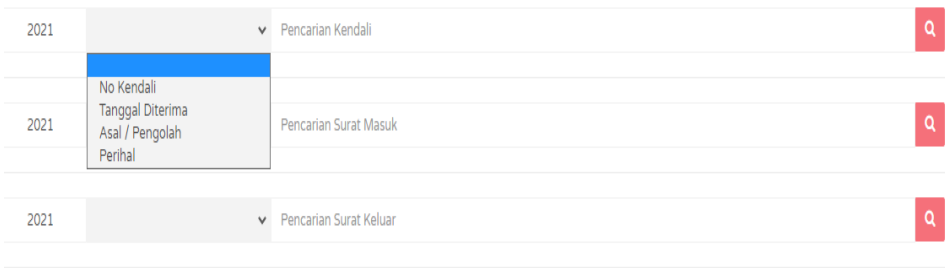 2021 Pencarian Kendali
No Kendali
Tanggal Diterima
2021 Pencarian Surat Masuk
Asal / Pengolah
Perihal
2021 Pencarian Surat Keluar